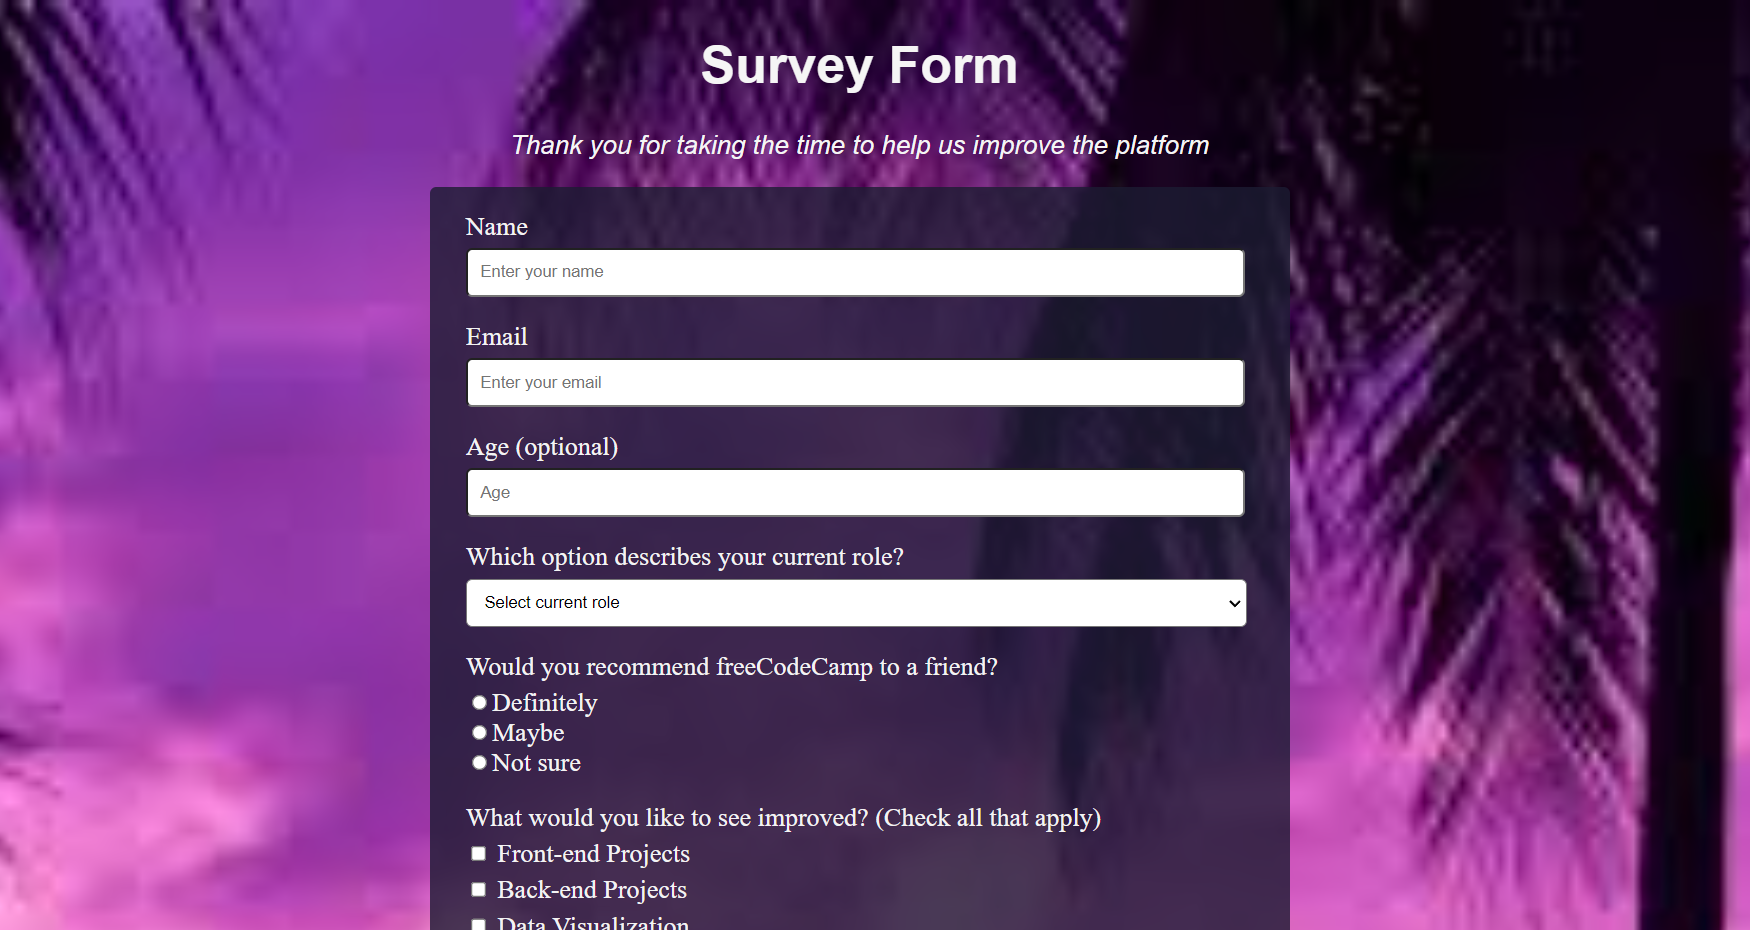 Survey Form
Thank you for taking the time to help us improve the platform
Name
Enter your name
Email
Enter your email
Age (optional)
Age
Which option describes your current role?
Select current role
Would you recommend freeCodeCamp to a friend?
Definitely
Maybe
Not sure
What would you like to see improved? (Check all that apply)
Front-end Projects
Back-end Projects
Data Visualization